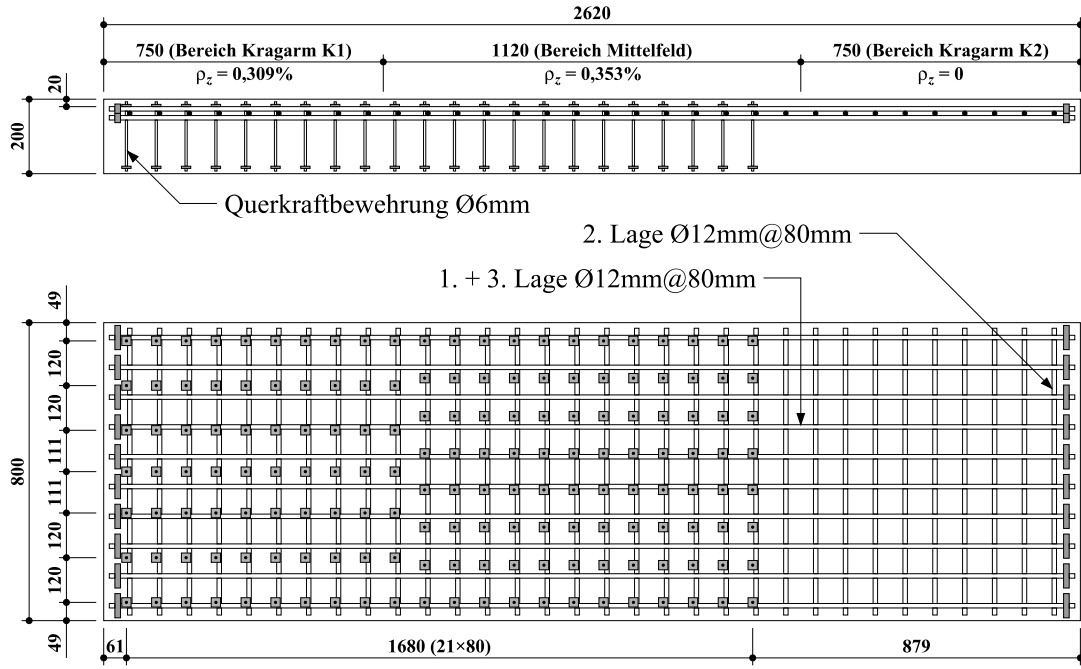 2620
750 (Bereich Kragarm K1)
1120 (Bereich Mittelfeld)
750 (Bereich Kragarm K2)
ρz = 0,309%
ρz = 0,353%
ρz = 0
20
200
Querkraftbewehrung Ø6mm
2. Lage Ø12mm@80mm
1. + 3. Lage Ø12mm@80mm
49
120
120
111
111
120
120
49
800
61
1680 (21×80)
879